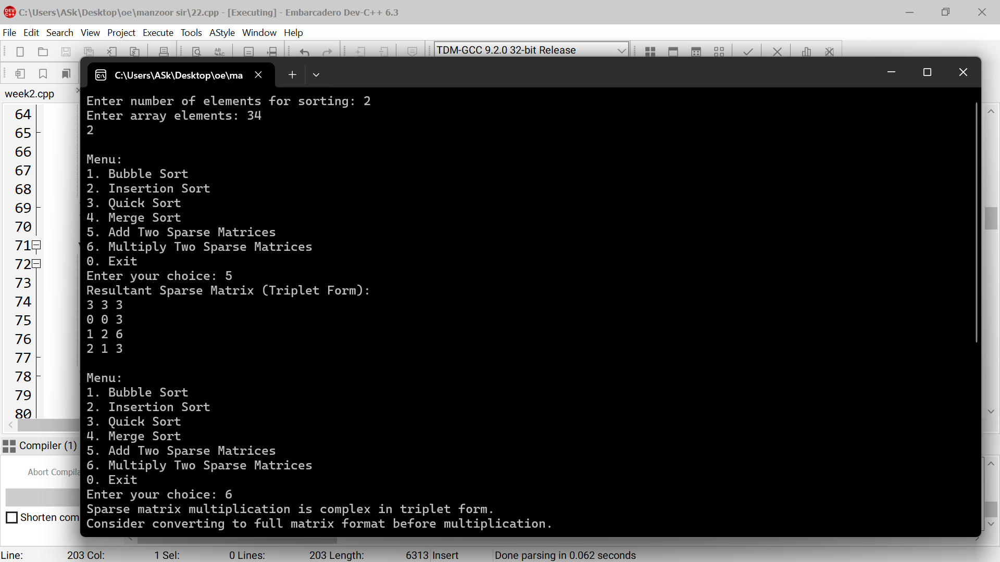 C:\Users\ASk\Desktop\oe\manzoor sir\22.cpp - [Executing] - Embarcadero Dev-C++ 6.3
File Edit Search View Project Execute Tools AStyle Window Help
TDM-GCC 9.2.0 32-bit Release
C:\Users\ASk\Desktop\oe\ma
week2.cpp
64
65
66
67
68
69
70
71
72
73
74
75
76
77
78
79
80
Enter number of elements for sorting: 2
Enter array elements: 34
2
Menu:
1. Bubble Sort
2. Insertion Sort
3. Quick Sort
4. Merge Sort
5. Add Two Sparse Matrices
6. Multiply Two Sparse Matrices
0. Exit
Enter your choice: 5
Resultant Sparse Matrix (Triplet Form):
3 3 3
0 0 3
1 2 6
2 1 3
Menu:
1. Bubble Sort
2. Insertion Sort
3. Quick Sort
4. Merge Sort
5. Add Two Sparse Matrices
6. Multiply Two Sparse Matrices
0. Exit
Enter your choice: 6
Sparse matrix multiplication is complex in triplet form.
Consider converting to full matrix format before multiplication.
Compiler (1)
Abort Compila
Shorten com
Line: 203 Col: 1 Sel: 0 Lines: 203 Length: 6313 Insert Done parsing in 0.062 seconds